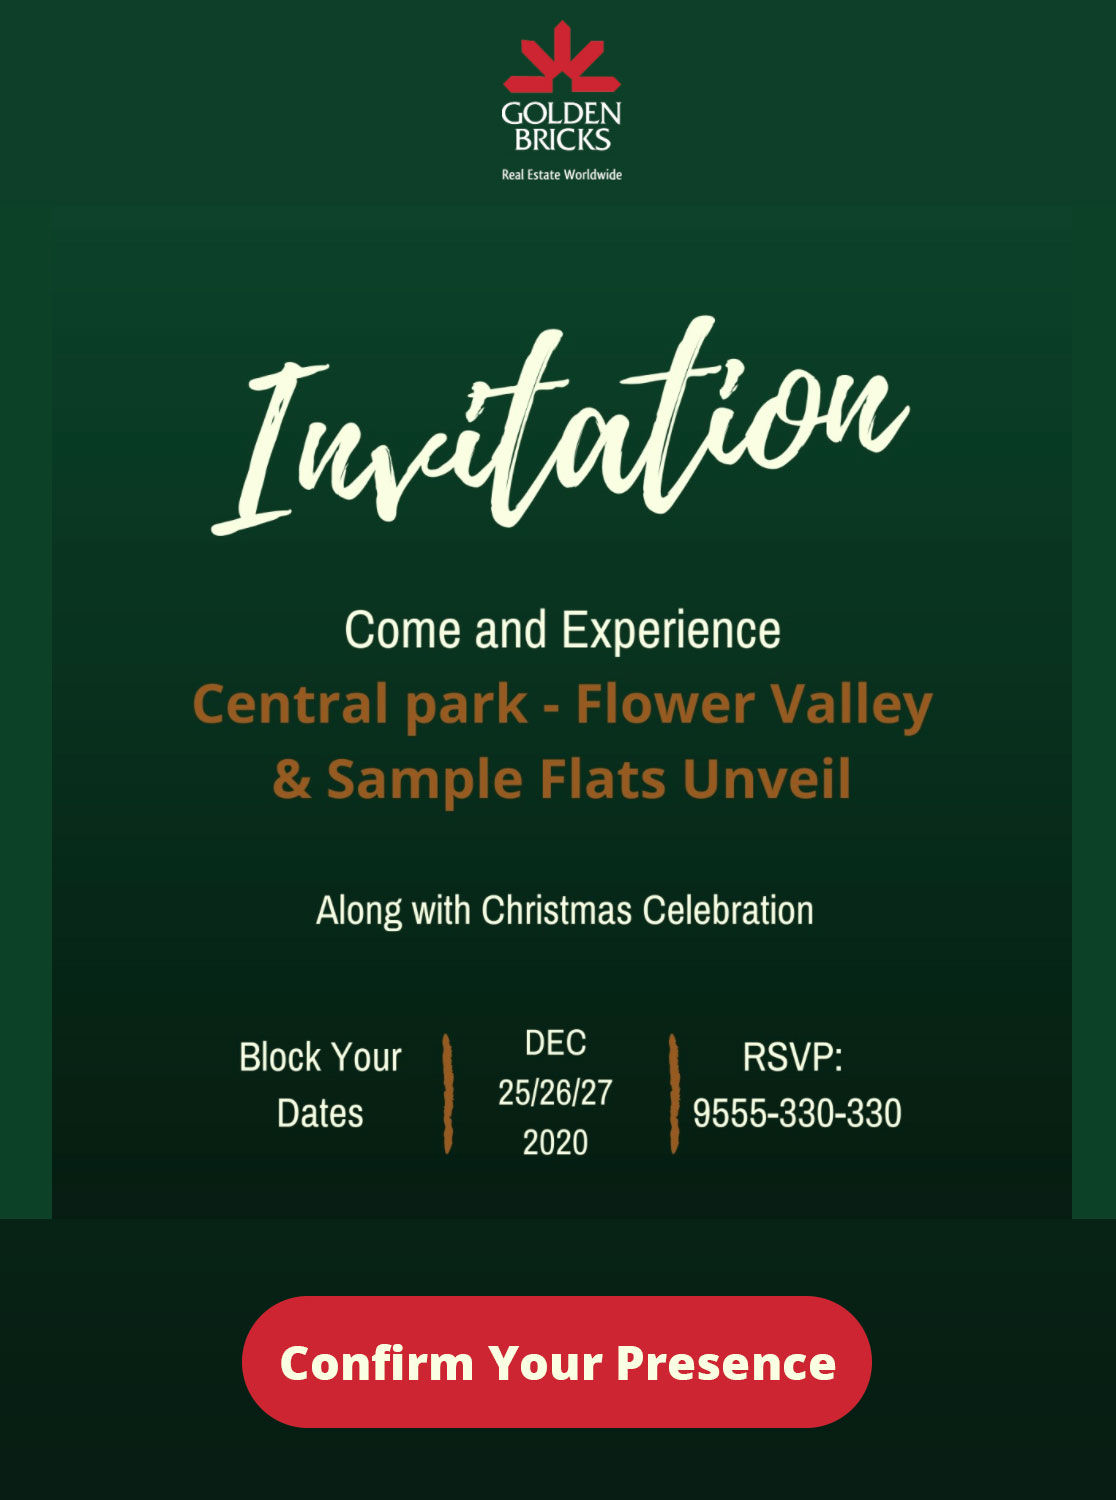 GOLDEN
BRICKS
Real Estate Worldwide
Invitation
Come and Experience
Central park - Flower Valley
& Sample Flats Unveil
Along with Christmas Celebration
Block Your
Dates
DEC
25/26/27
2020
RSVP:
9555-330-330
Confirm Your Presence